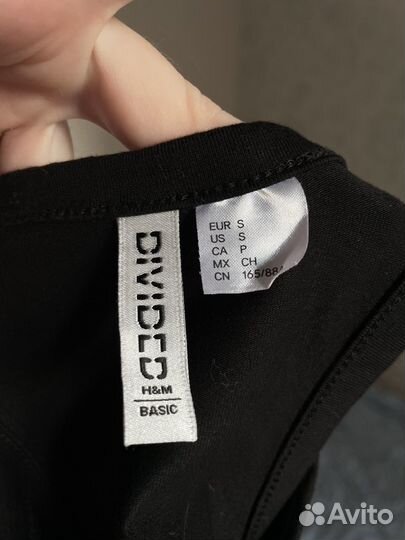 DIVIDED
H&M
BASIC
EUR S
US S
CA P
MX CH
CN 165/88
Avito